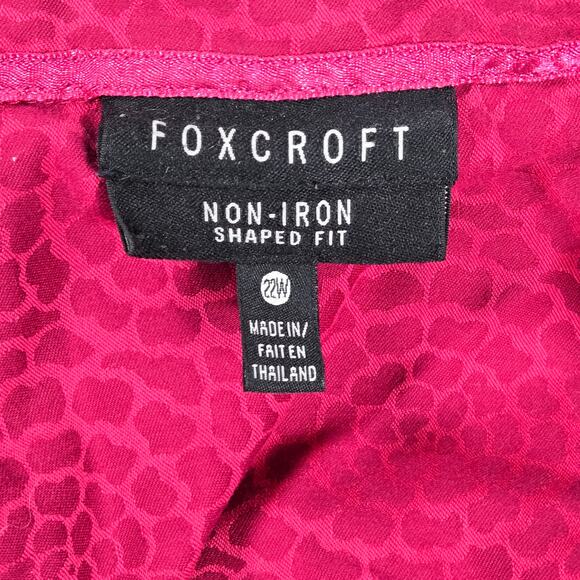 FOXCROFT
NON-IRON
SHAPED FIT
22W
MADE IN/
FAIT EN
THAILAND